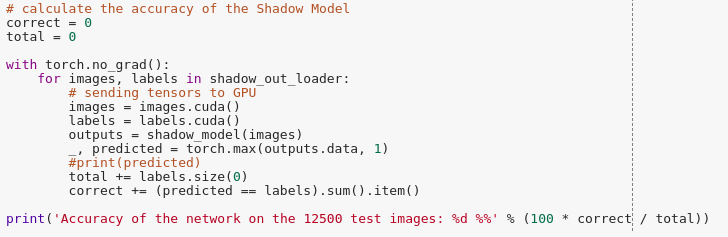 # calculate the accuracy of the Shadow Model
correct = 0
total = 0
with torch.no_grad():
    for images, labels in shadow_out_loader:
        # sending tensors to GPU
        images = images.cuda()
        labels = labels.cuda()
        outputs = shadow_model(images)
        _, predicted = torch.max(outputs.data, 1)
        #print(predicted)
        total += labels.size(0)
        correct += (predicted == labels).sum().item()
print('Accuracy of the network on the 12500 test images: %d %%' % (100 * correct / total))